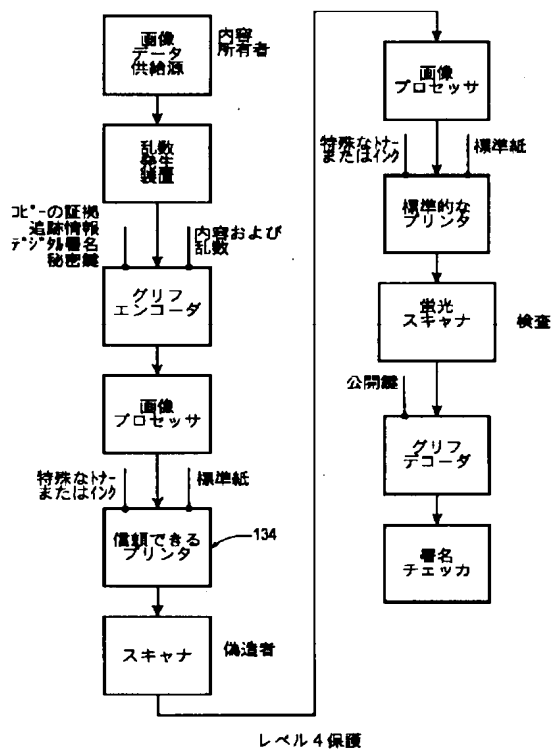 画像
データ
供給源
内容
所有者
乱数
発生
装置
コピーの証拠
追跡情報
デジタル署名
秘密鍵
内容および
乱数
グリフ
エンコーダ
画像
プロセッサ
特殊なトナー
またはインク
標準紙
信頼できる
プリンタ
134
スキャナ
偽造者
画像
プロセッサ
特殊なトナー
またはインク
標準紙
標準的な
プリンタ
蛍光
スキャナ
検査
公開鍵
グリフ
デコーダ
署名
チェッカ
レベル4保護